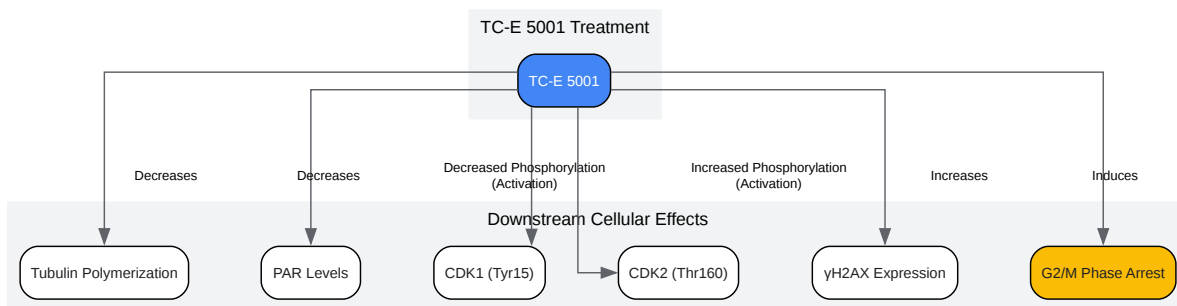 TC-E 5001 Treatment
TC-E 5001
Decreases
Decreases
Decreased Phosphorylation
(Activation)
Increased Phosphorylation
(Activation)
Increases
Induces
Downstream Cellular Effects
Tubulin Polymerization
PAR Levels
CDK1 (Tyr15)
CDK2 (Thr160)
γH2AX Expression
G2/M Phase Arrest